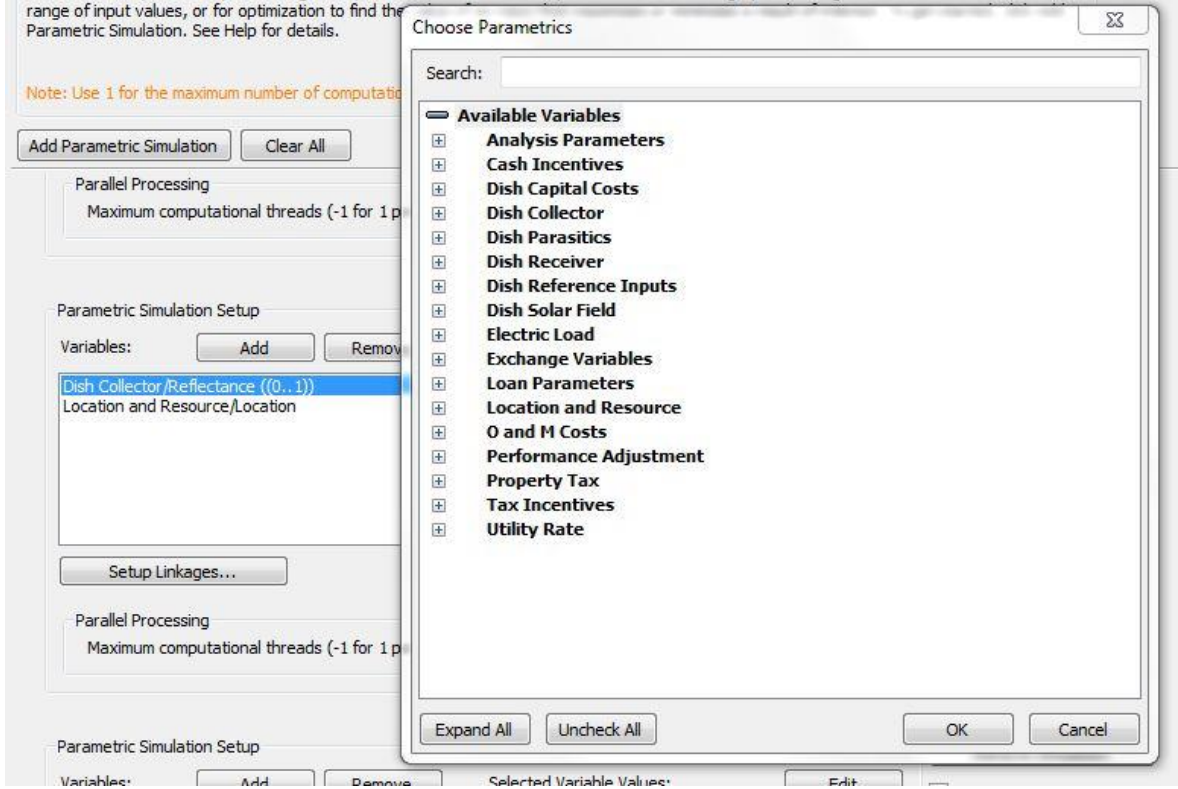 range of input values, or for optimization to find the
Parametric Simulation. See Help for details.
Note: Use 1 for the maximum number of
Add Parametric Simulation
Clear All
Parallel Processing
Maximum computational threads (-1 for 1
Parametric Simulation Setup
Variables:
Add
Dish Collector/Reflectance ((0..1))
Location and Resource/Location
Setup Linkages...
Parallel Processing
Maximum computational threads (-1 for 1
Parametric Simulation Setup
Variables:
Add
Remove
Selected Variable Values:
Edit
Choose Parametrics
Search:
Available Variables
Analysis Parameters
Cash Incentives
Dish Capital Costs
Dish Collector
Dish Parasitics
Dish Receiver
Dish Reference Inputs
Dish Solar Field
Electric Load
Exchange Variables
Loan Parameters
Location and Resource
O and M Costs
Performance Adjustment
Property Tax
Tax Incentives
Utility Rate
Expand All
Uncheck All
OK
Cancel